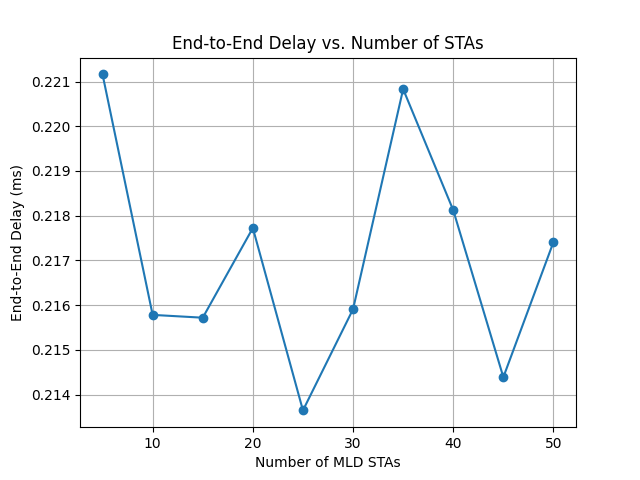 End-to-End Delay vs. Number of STAs
0.221
0.220
0.219
0.218
0.217
0.216
0.215
0.214
End-to-End Delay (ms)
10 20 30 40 50
Number of MLD STAs